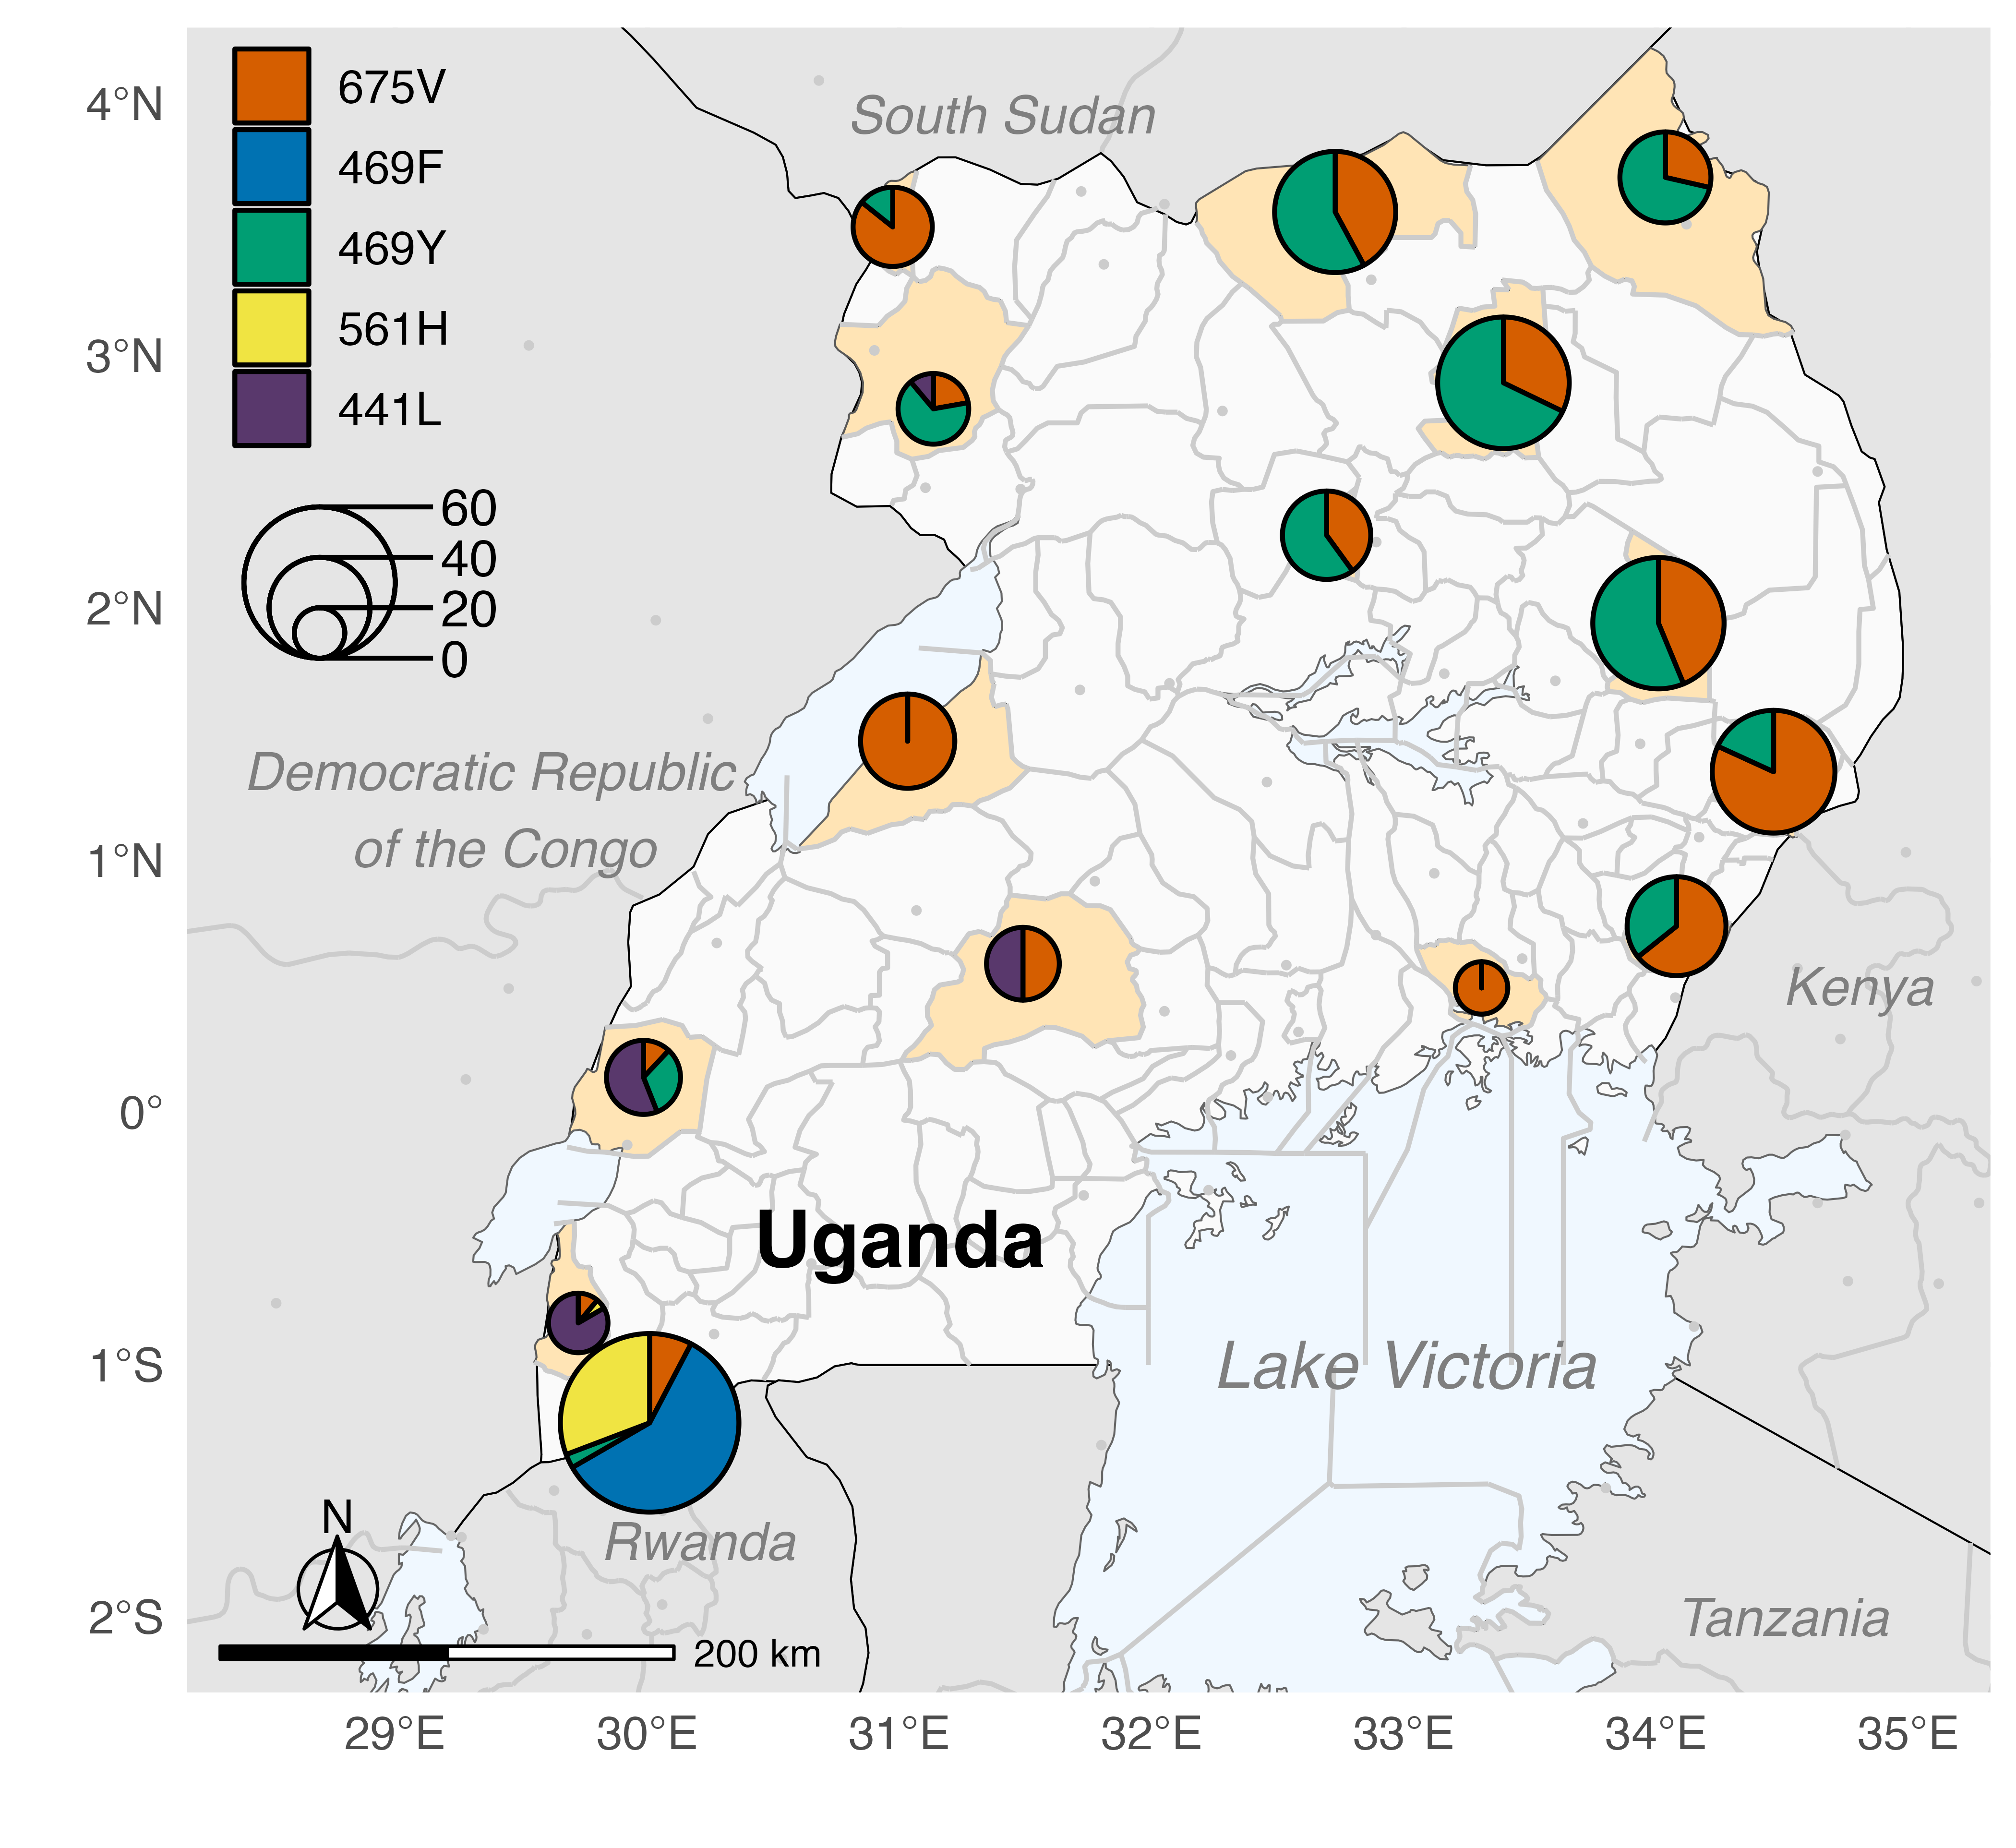 675V
469F
469Y
561H
441L
60
40
20
0
South Sudan
Democratic Republic
of the Congo
Kenya
Uganda
Lake Victoria
Rwanda
Tanzania
N
200 km
4°N
3°N
2°N
1°N
0°
1°S
2°S
29°E
30°E
31°E
32°E
33°E
34°E
35°E